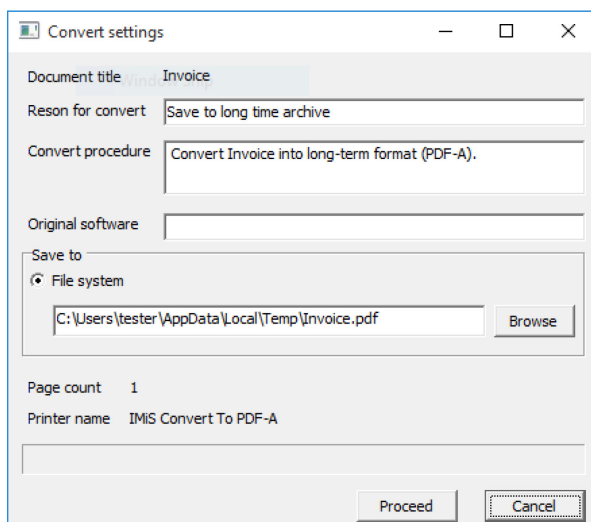 Convert settings
Document title Invoice
Window Snip
Reson for convert Save to long time archive
Convert procedure Convert Invoice into long-term format (PDF-A).
Original software
Save to
File system
C:\Users\tester\AppData\Local\Temp\Invoice.pdf Browse
Page count 1
Printer name IMiS Convert To PDF-A
Proceed Cancel